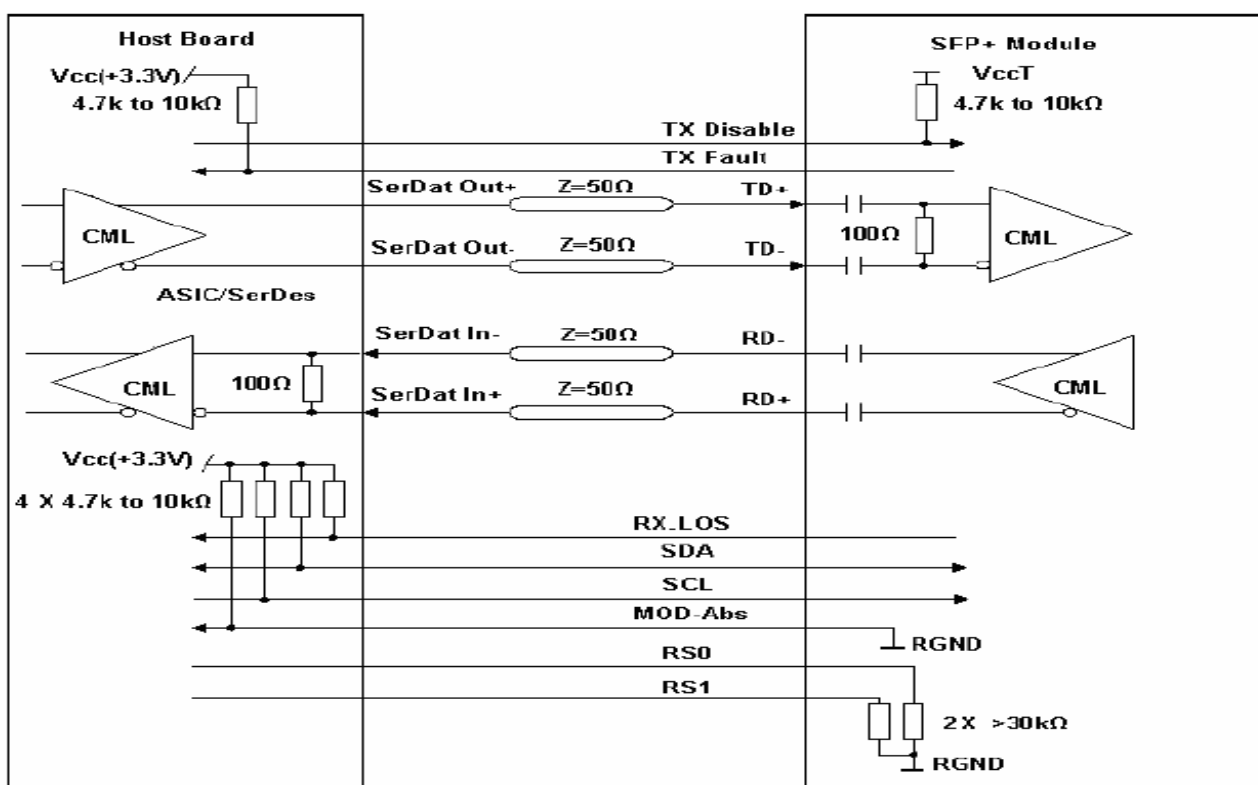 Host Board
SFP+ Module
Vcc(+3.3V)
4.7k to 10kΩ
VccT
4.7k to 10kΩ
TX Disable
TX Fault
SerDat Out+
Z=50Ω
TD+
CML
100Ω
CML
SerDat Out-
Z=50Ω
TD-
ASIC/SerDes
SerDat In-
Z=50Ω
RD-
CML
100Ω
CML
SerDat In+
Z=50Ω
RD+
Vcc(+3.3V)
4 X 4.7k to 10kΩ
RX_LOS
SDA
SCL
MOD-Abs
RGND
RS0
RS1
2X >30kΩ
RGND